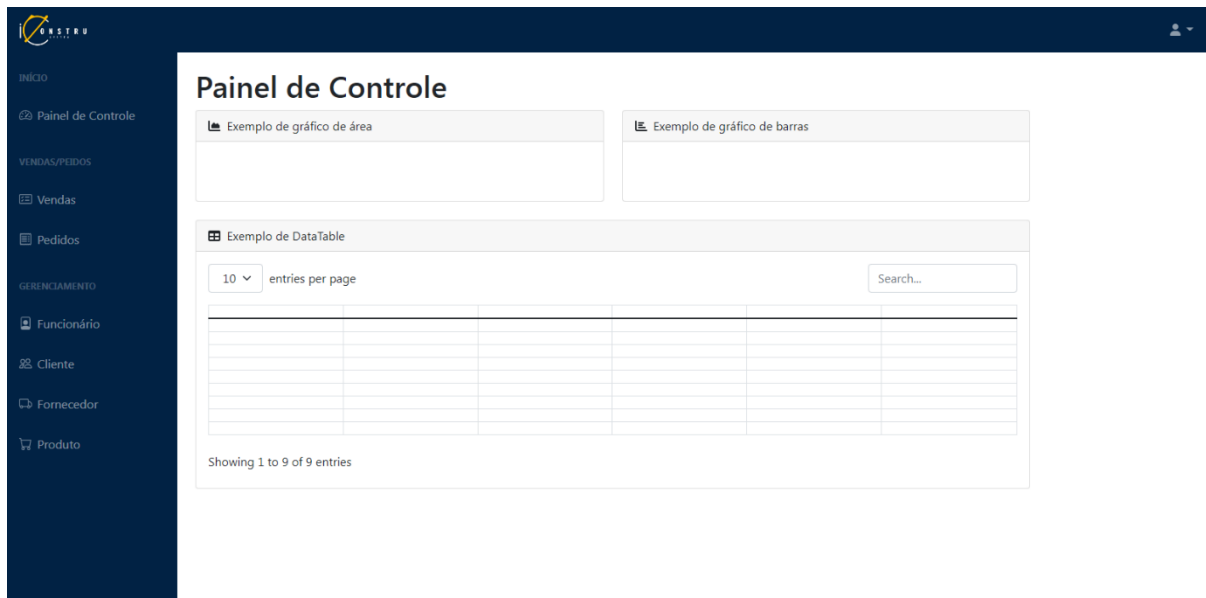 iCONSTRU
INÍCIO
Painel de Controle
VENDAS/PEIDOS
Vendas
Pedidos
GERENCIAMENTO
Funcionário
Cliente
Fornecedor
Produto
Painel de Controle
Exemplo de gráfico de área
Exemplo de gráfico de barras
Exemplo de DataTable
10 entries per page
Search...
Showing 1 to 9 of 9 entries